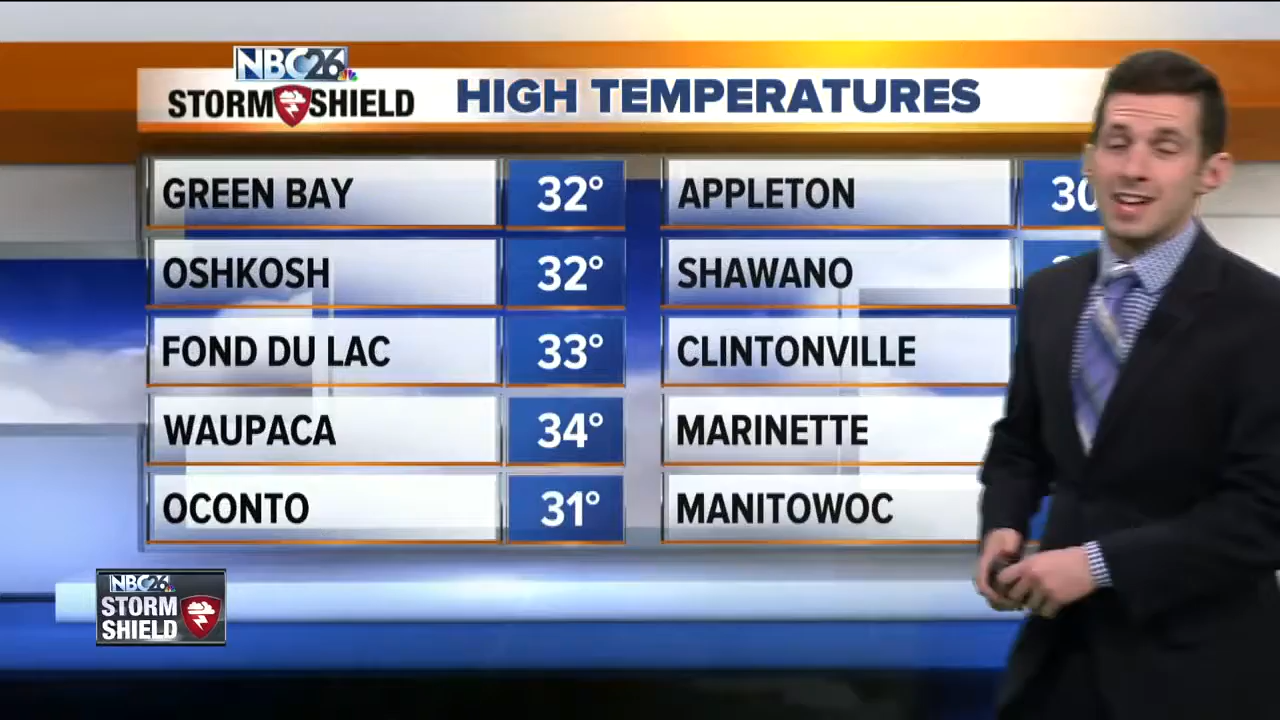 NBC26
STORM SHIELD
HIGH TEMPERATURES
GREEN BAY 32°
OSHKOSH 32°
FOND DU LAC 33°
WAUPACA 34°
OCONTO 31°
APPLETON 30
SHAWANO
CLINTONVILLE
MARINETTE
MANITOWOC
NBC26
STORM
SHIELD